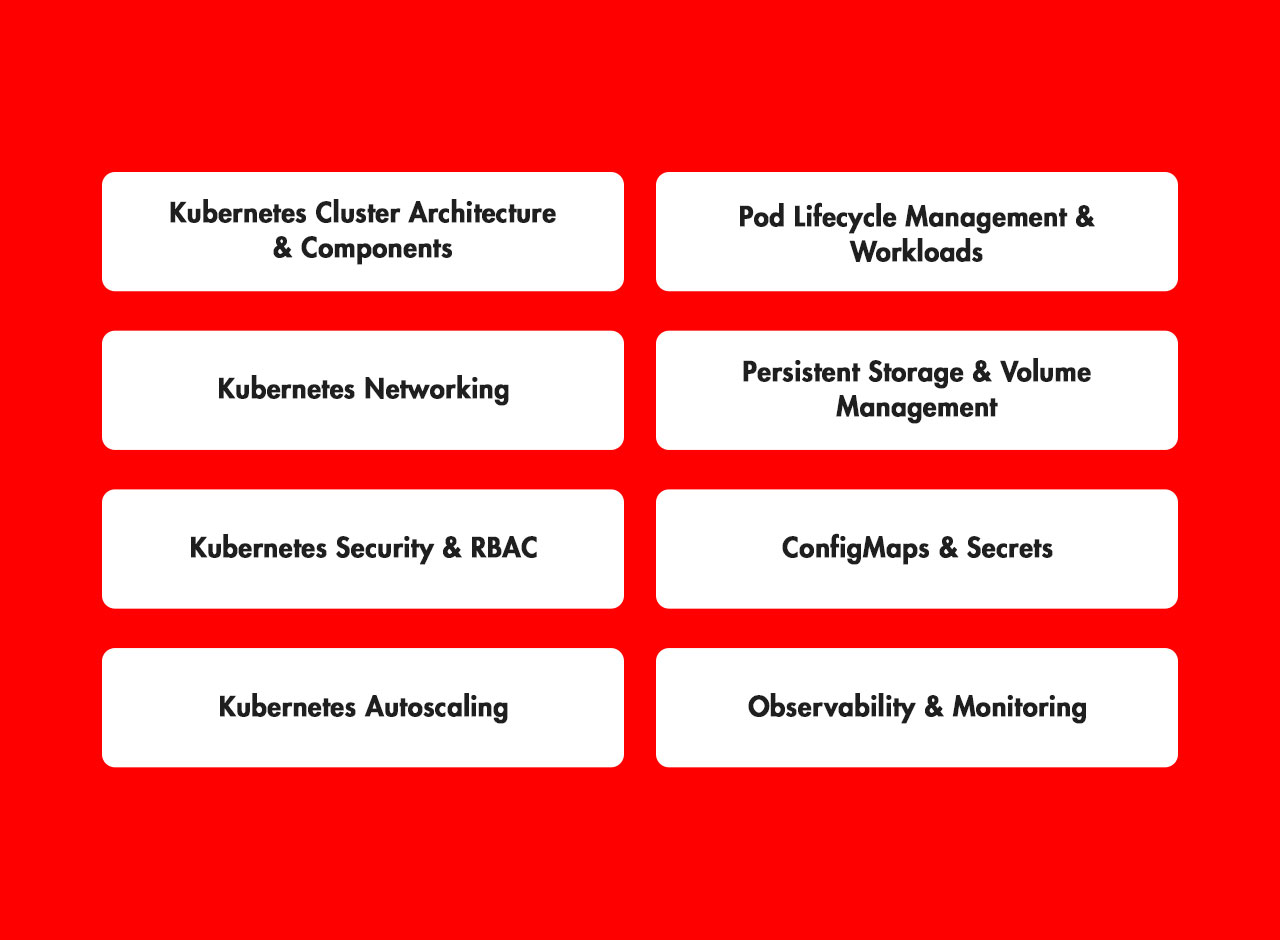 Kubernetes Cluster Architecture
& Components
Pod Lifecycle Management &
Workloads
Kubernetes Networking
Persistent Storage & Volume
Management
Kubernetes Security & RBAC
ConfigMaps & Secrets
Kubernetes Autoscaling
Observability & Monitoring